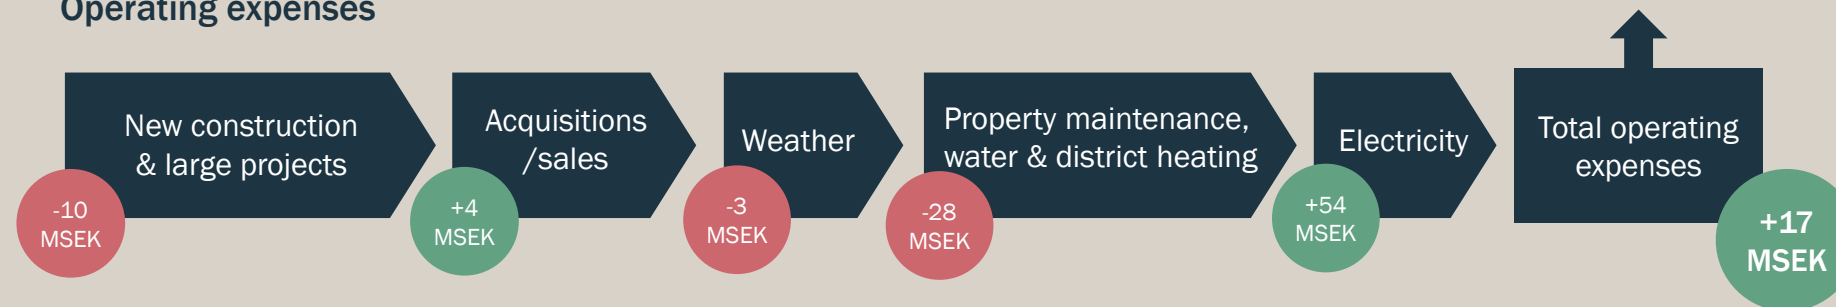 Operating expenses
New construction
& large projects
-10
MSEK
Acquisitions
/sales
+4
MSEK
Weather
-3
MSEK
Property maintenance,
water & district heating
-28
MSEK
Electricity
+54
MSEK
Total operating
expenses
+17
MSEK